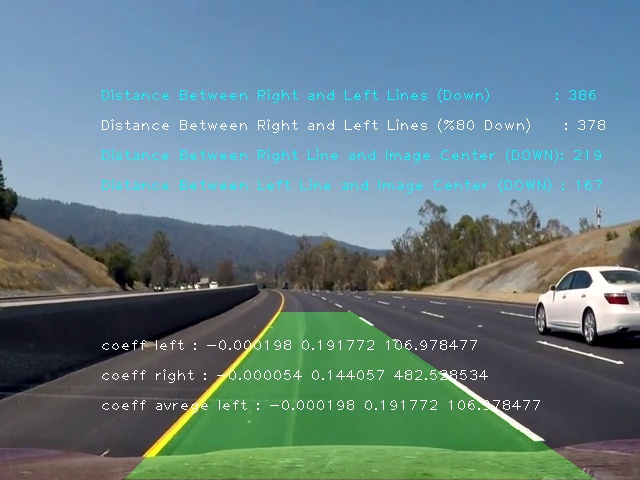 Distance Between Right and Left Lines (Down) : 386
Distance Between Right and Left Lines (%80 Down) : 378
Distance Between Right Line and Image Center (DOWN): 219
Distance Between Left Line and Image Center (DOWN) : 167
coeff left : -0.000198 0.191772 106.978477
coeff right : -0.000054 0.144057 482.528534
coeff avrege left : -0.000198 0.191772 106.978477